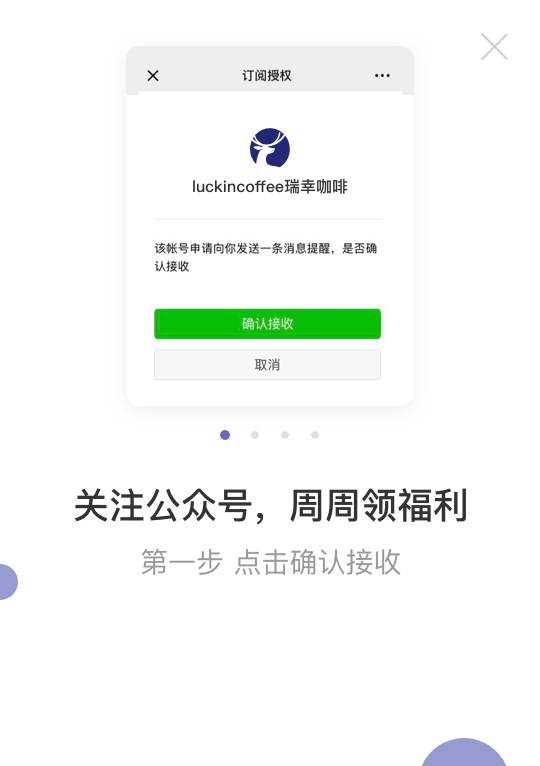 订阅授权
luckincoffee瑞幸咖啡
该帐号申请向你发送一条消息提醒，是否确
认接收
确认接收
取消
关注公众号，周周领福利
第一步 点击确认接收